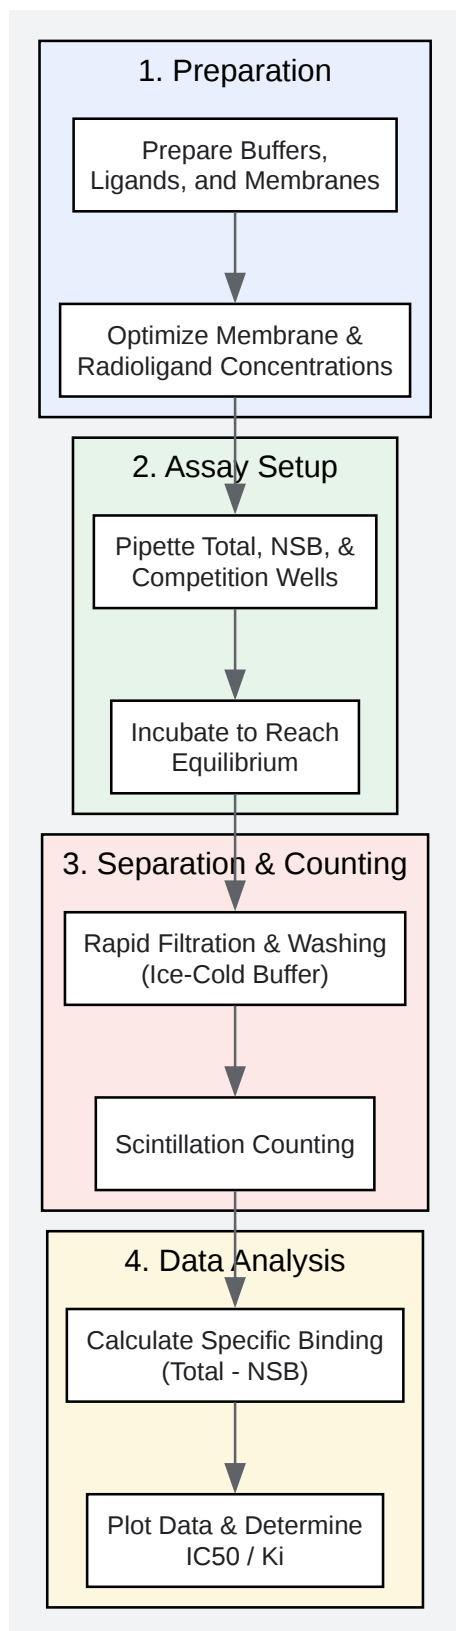 1. Preparation
Prepare Buffers,
Ligands, and Membranes
Optimize Membrane &
Radioligand Concentrations
2. Assay Setup
Pipette Total, NSB, &
Competition Wells
Incubate to Reach
Equilibrium
3. Separation & Counting
Rapid Filtration & Washing
(Ice-Cold Buffer)
Scintillation Counting
4. Data Analysis
Calculate Specific Binding
(Total - NSB)
Plot Data & Determine
IC50 / Ki